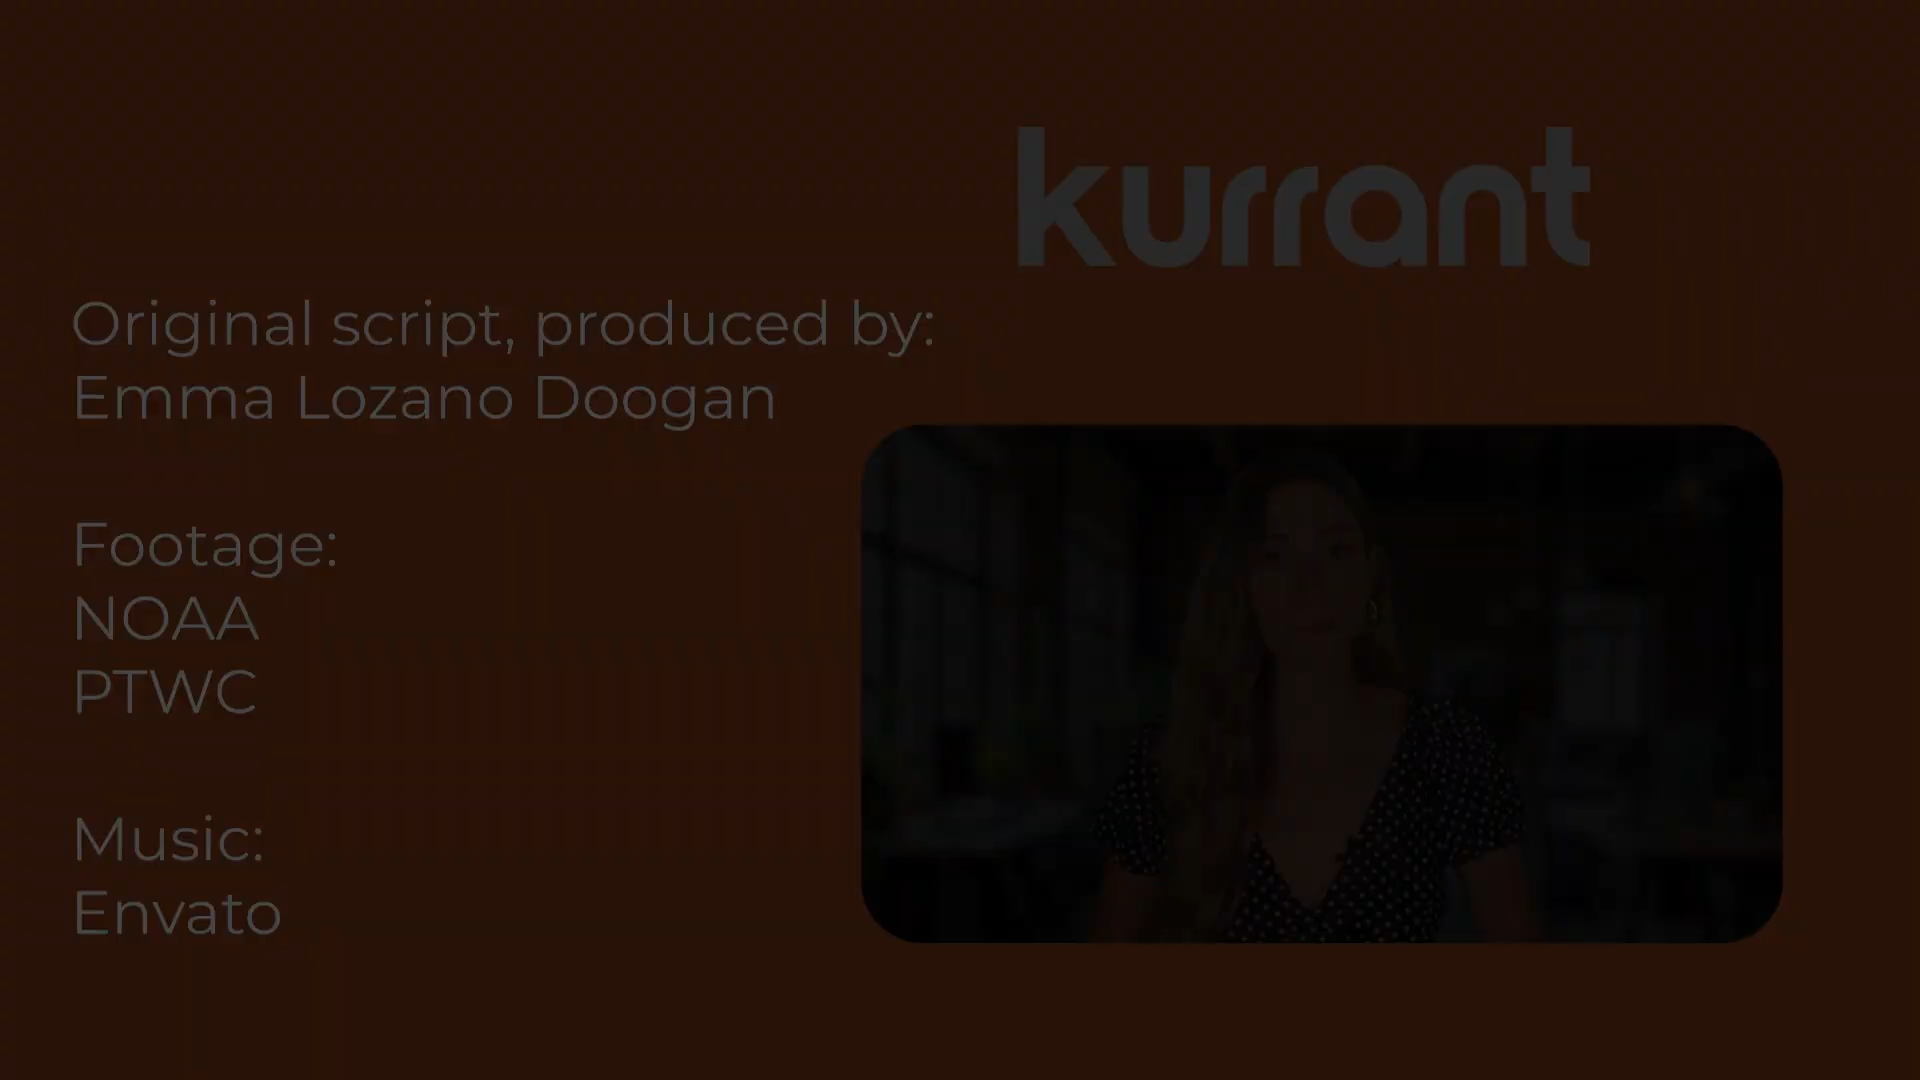 kurrant
Original script, produced by:
Emma Lozano Doogan
Footage:
NOAA
PTWC
Music:
Envato